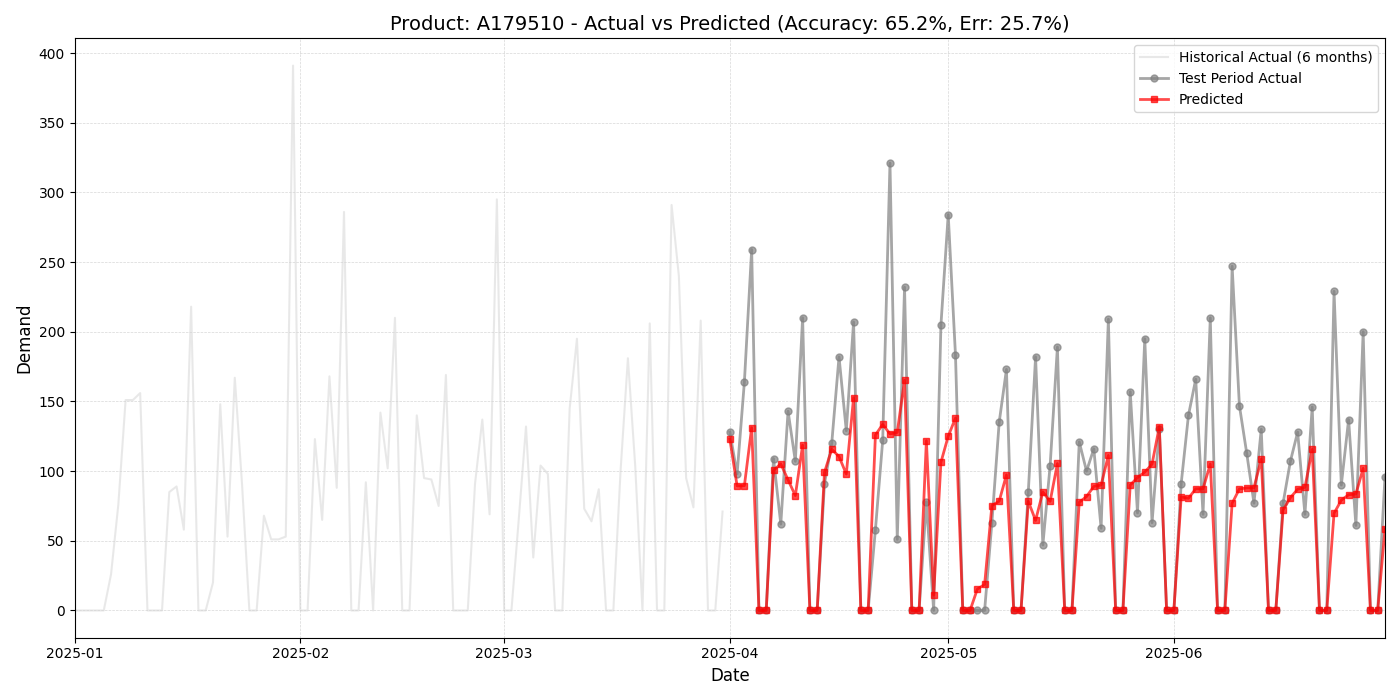 Product: A179510 - Actual vs Predicted (Accuracy: 65.2%, Err: 25.7%)
Historical Actual (6 months)
Test Period Actual
Predicted
Demand
400
350
300
250
200
150
100
50
0
2025-01
2025-02
2025-03
2025-04
2025-05
2025-06
Date